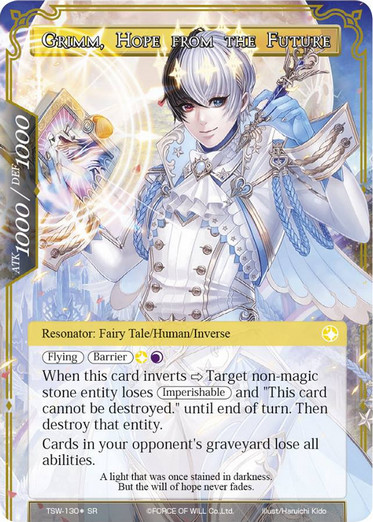 Grimm, Hope from the Future
ATK 1000 / DEF 1000
Resonator: Fairy Tale/Human/Inverse
Flying Barrier
When this card inverts ⇨ Target non-magic
stone entity loses Imperishable and "This card
cannot be destroyed." until end of turn. Then
destroy that entity.
Cards in your opponent's graveyard lose all
abilities.
A light that was once stained in darkness.
But the will of hope never fades.
TSW-130 SR ©FORCE OF WILL Co.Ltd. Illust/Haruichi Kido